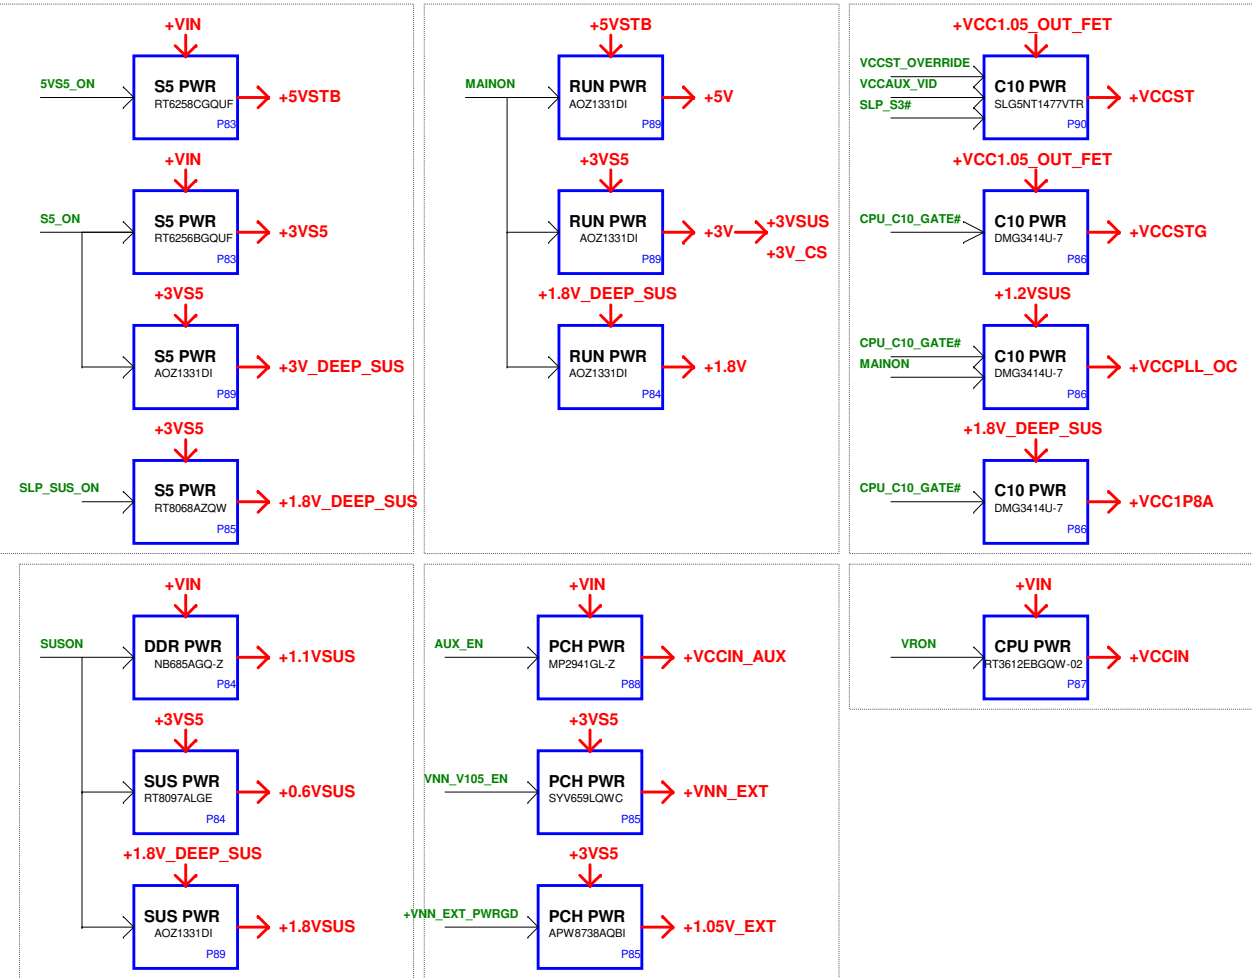 +VIN
5VS5_ON
S5 PWR
RT6258CGQUF
P83
+5VSTB
+VIN
S5_ON
S5 PWR
RT6256BGQUF
P83
+3VS5
+3VS5
S5 PWR
AOZ1331DI
P89
+3V_DEEP_SUS
+3VS5
SLP_SUS_ON
S5 PWR
RT8068AZQW
P85
+1.8V_DEEP_SUS
+5VSTB
MAINON
RUN PWR
AOZ1331DI
P89
+5V
+3VS5
RUN PWR
AOZ1331DI
P89
+3V
+3VSUS
+3V_CS
+1.8V_DEEP_SUS
RUN PWR
AOZ1331DI
P84
+1.8V
+VCC1.05_OUT_FET
VCCST_OVERRIDE
VCCAUX_VID
SLP_S3#
C10 PWR
SLG5NT1477VTR
P90
+VCCST
+VCC1.05_OUT_FET
CPU_C10_GATE#
C10 PWR
DMG3414U-7
P86
+VCCSTG
+1.2VSUS
CPU_C10_GATE#
MAINON
C10 PWR
DMG3414U-7
P86
+VCCPLL_OC
+1.8V_DEEP_SUS
CPU_C10_GATE#
C10 PWR
DMG3414U-7
P86
+VCC1P8A
+VIN
SUSON
DDR PWR
NB685AGQ-Z
P84
+1.1VSUS
+3VS5
SUS PWR
RT8097ALGE
P84
+0.6VSUS
+1.8V_DEEP_SUS
SUS PWR
AOZ1331DI
P89
+1.8VSUS
+VIN
AUX_EN
PCH PWR
MP2941GL-Z
P88
+VCCIN_AUX
+3VS5
VNN_V105_EN
PCH PWR
SYV659LQWC
P85
+VNN_EXT
+3VS5
+VNN_EXT_PWRGD
PCH PWR
APW8738AQBI
P85
+1.05V_EXT
+VIN
VRON
CPU PWR
RT3612EBGQW-02
P87
+VCCIN